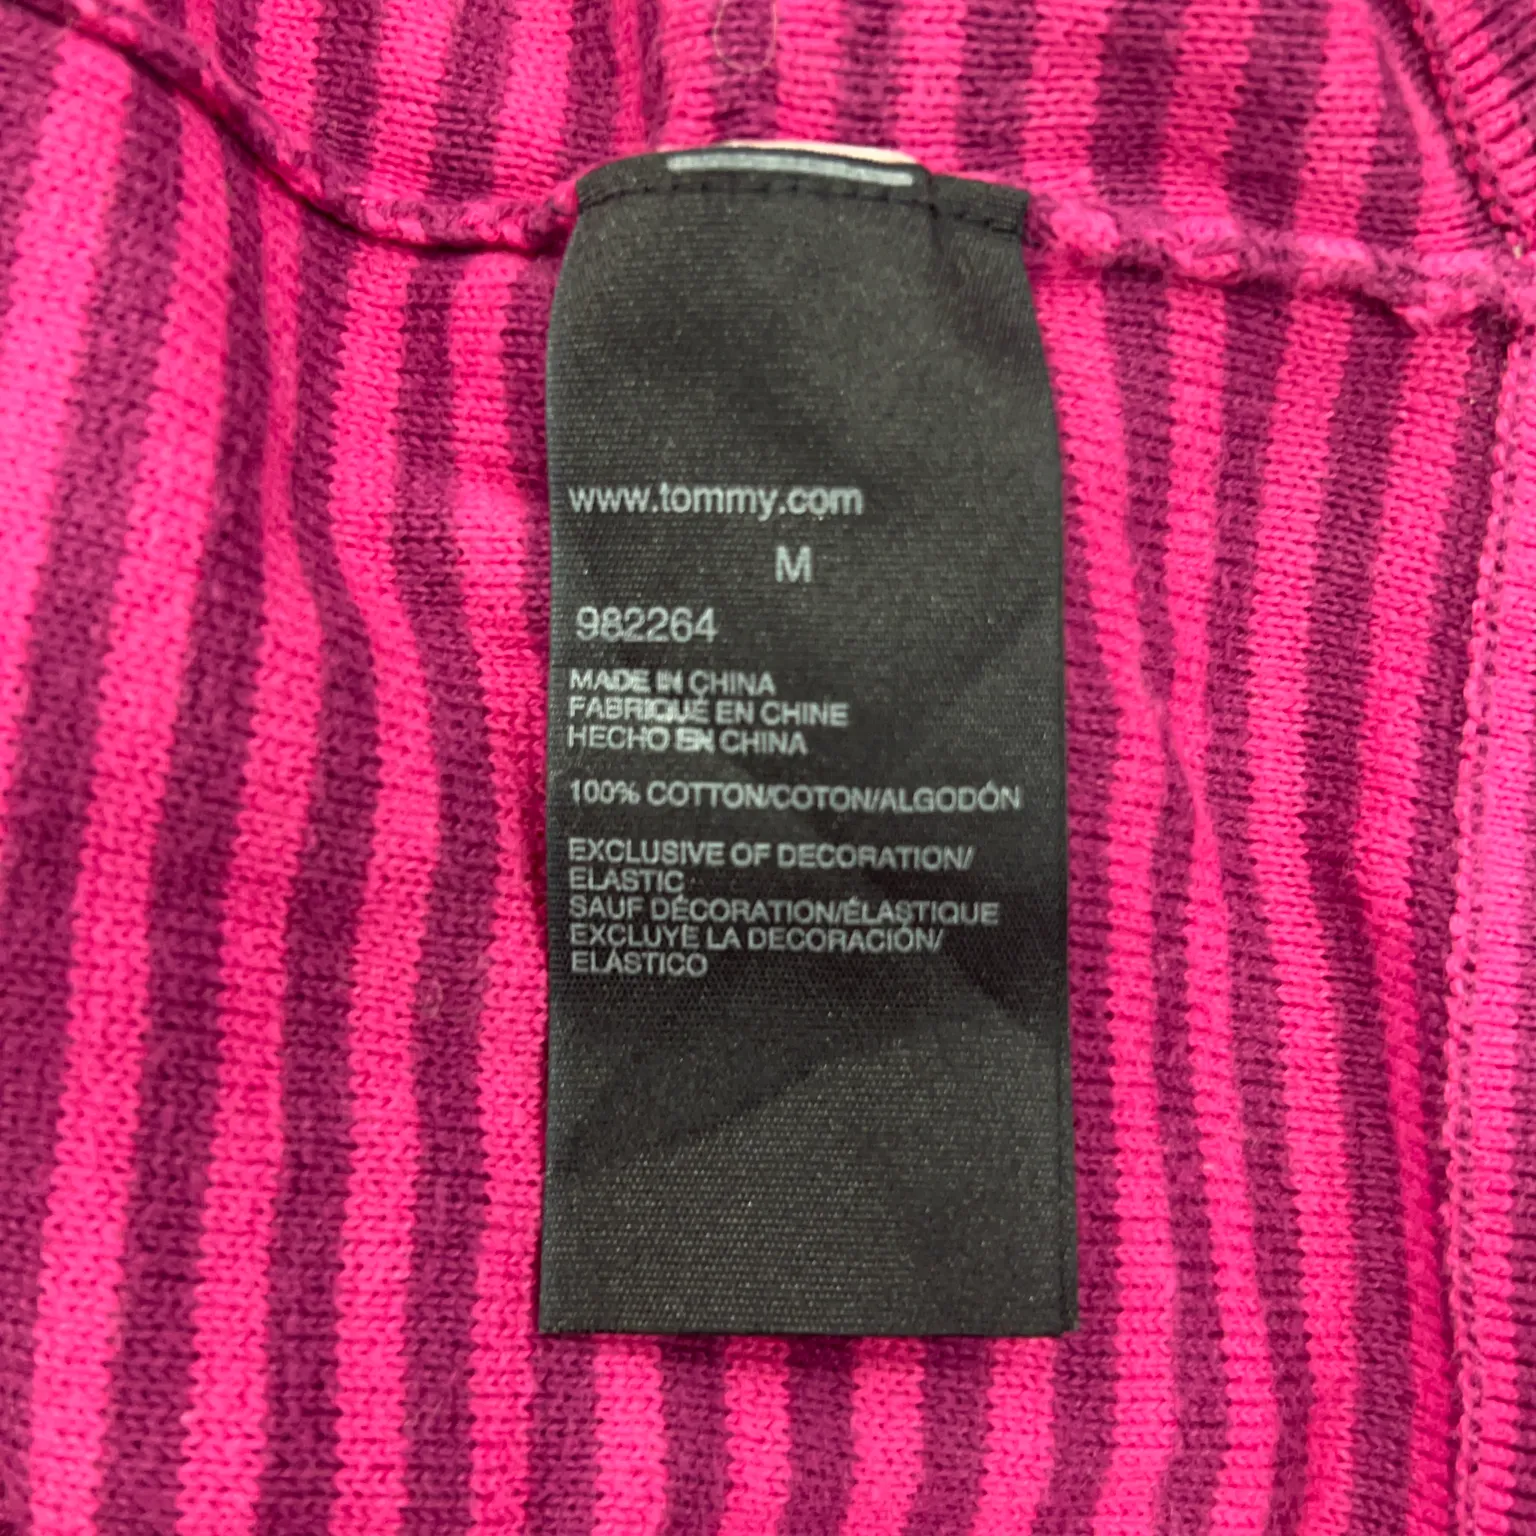 www.tommy.com
M
982264
MADE IN CHINA
FABRIQUÉ EN CHINE
HECHO EN CHINA
100% COTTON/COTON/ALGODÓN
EXCLUSIVE OF DECORATION/
ELASTIC
SAUF DÉCORATION/ÉLASTIQUE
EXCLUYE LA DECORACIÓN/
ELÁSTICO